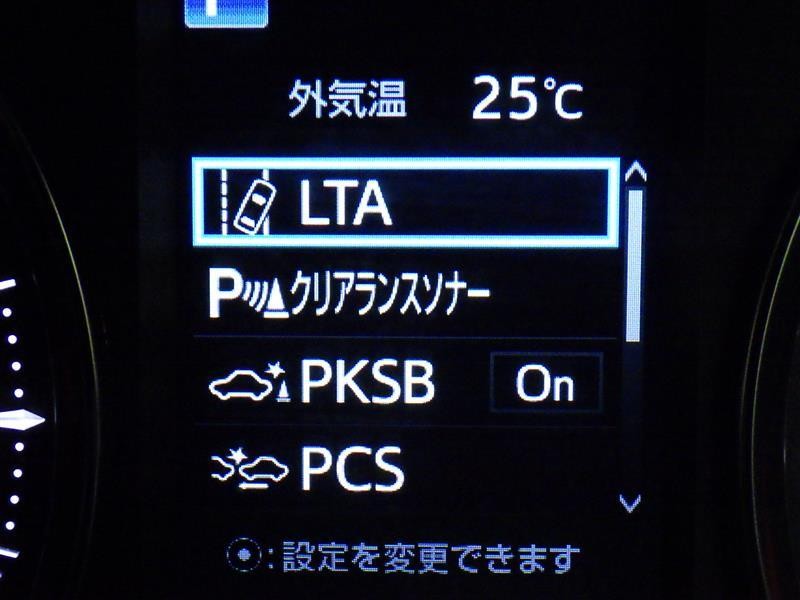 外気温 25℃
LTA
Pクリアランスソナー
PKSB On
PCS
:設定を変更できます